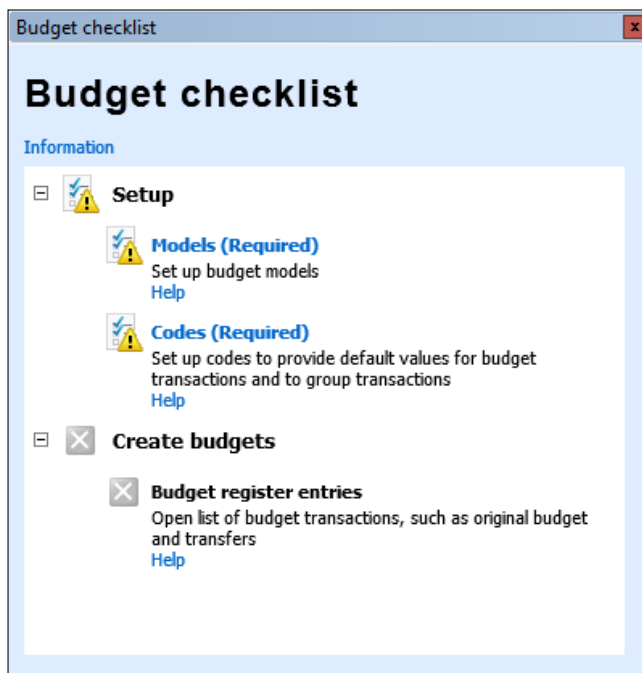 Budget checklist
Budget checklist
Information
Setup
Models (Required)
Set up budget models
Help
Codes (Required)
Set up codes to provide default values for budget
transactions and to group transactions
Help
Create budgets
Budget register entries
Open list of budget transactions, such as original budget
and transfers
Help